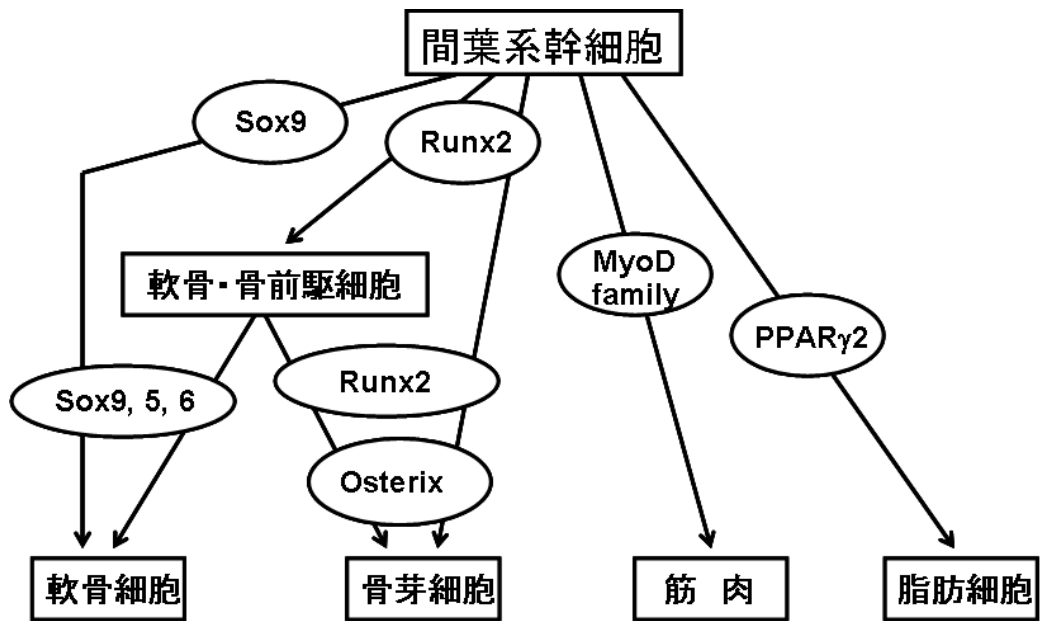 間葉系幹細胞
Sox9
Runx2
軟骨・骨前駆細胞
MyoD
family
PPARγ2
Runx2
Sox9, 5, 6
Osterix
軟骨細胞
骨芽細胞
筋 肉
脂肪細胞